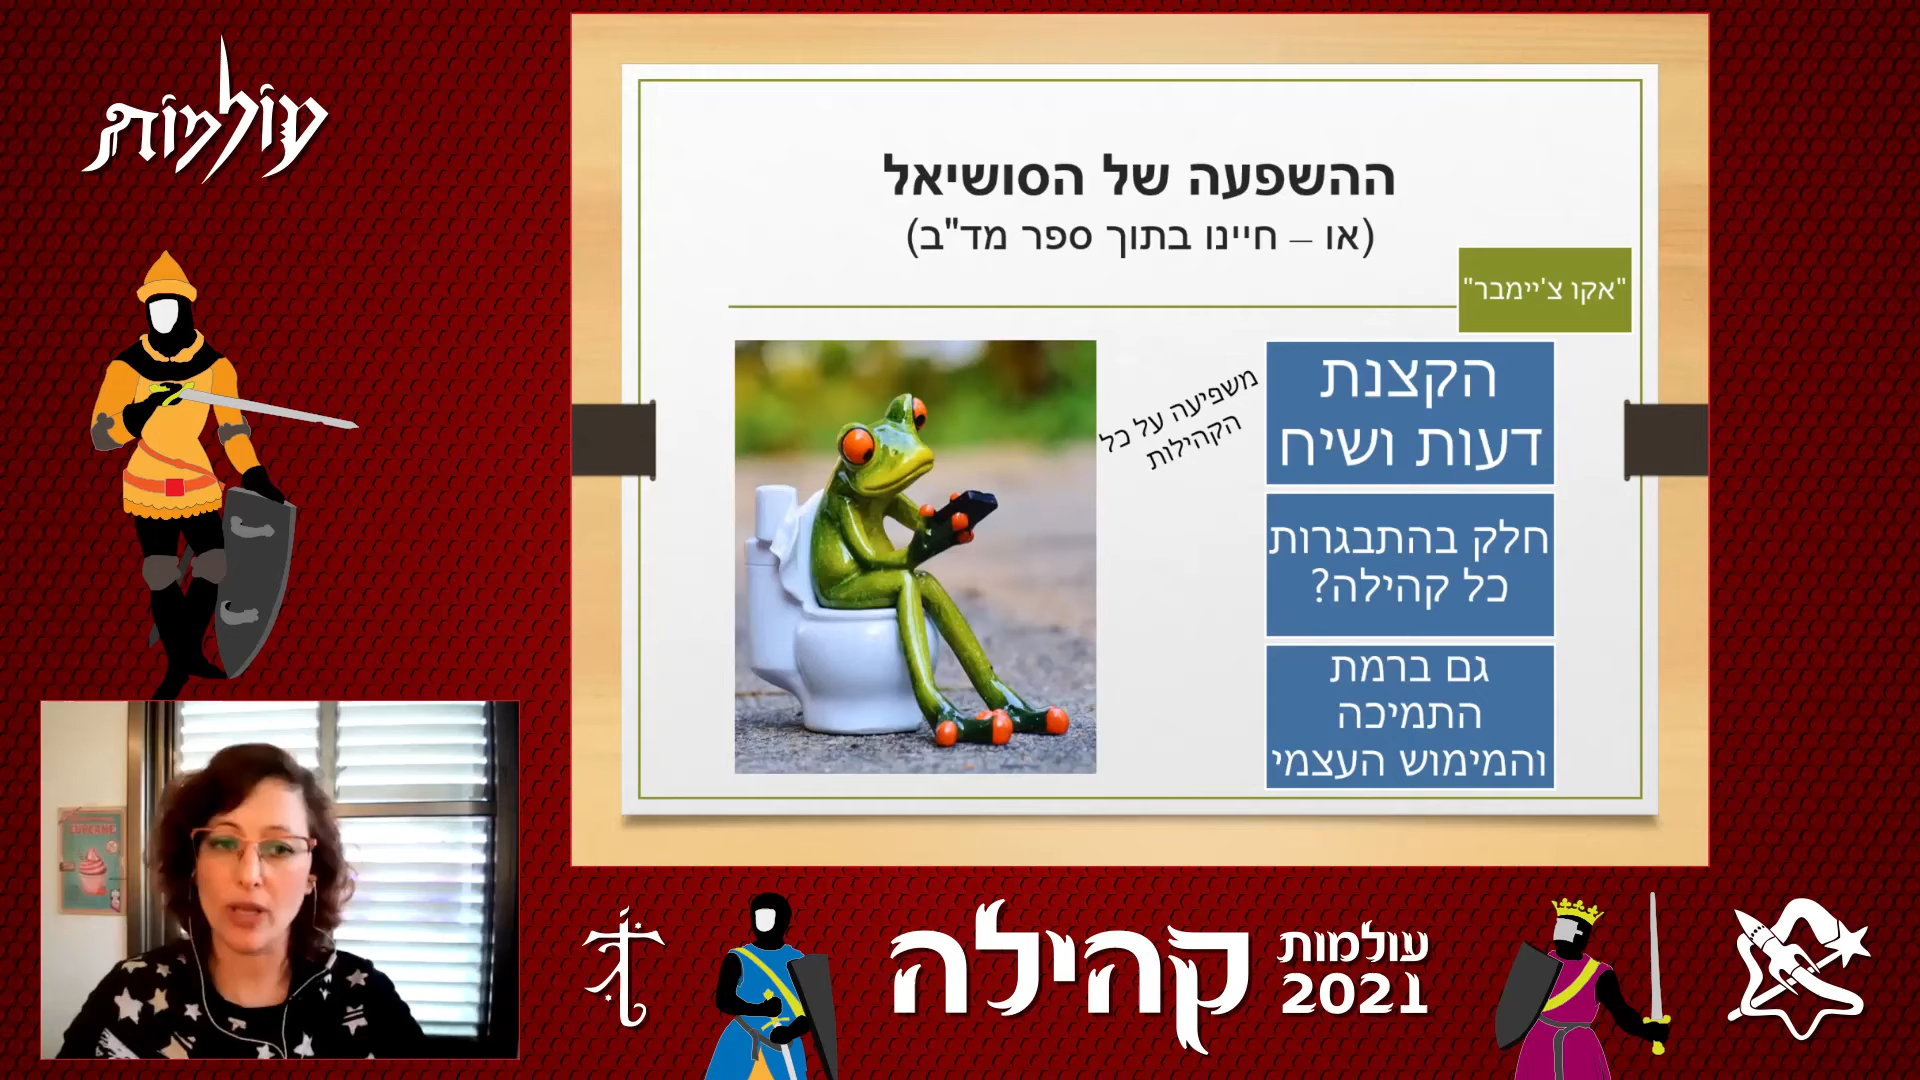 עולמות
ההשפעה של הסושיאל
(או – חיינו בתוך ספר מד"ב)
"אקו צ'יימבר"
הקצנת
דעות ושיח
משפיעה על כל
הקהילות
חלק בהתבגרות
כל קהילה?
גם ברמת
התמיכה
והמימוש העצמי
CUPCAKE
קהילה
עולמות
2021